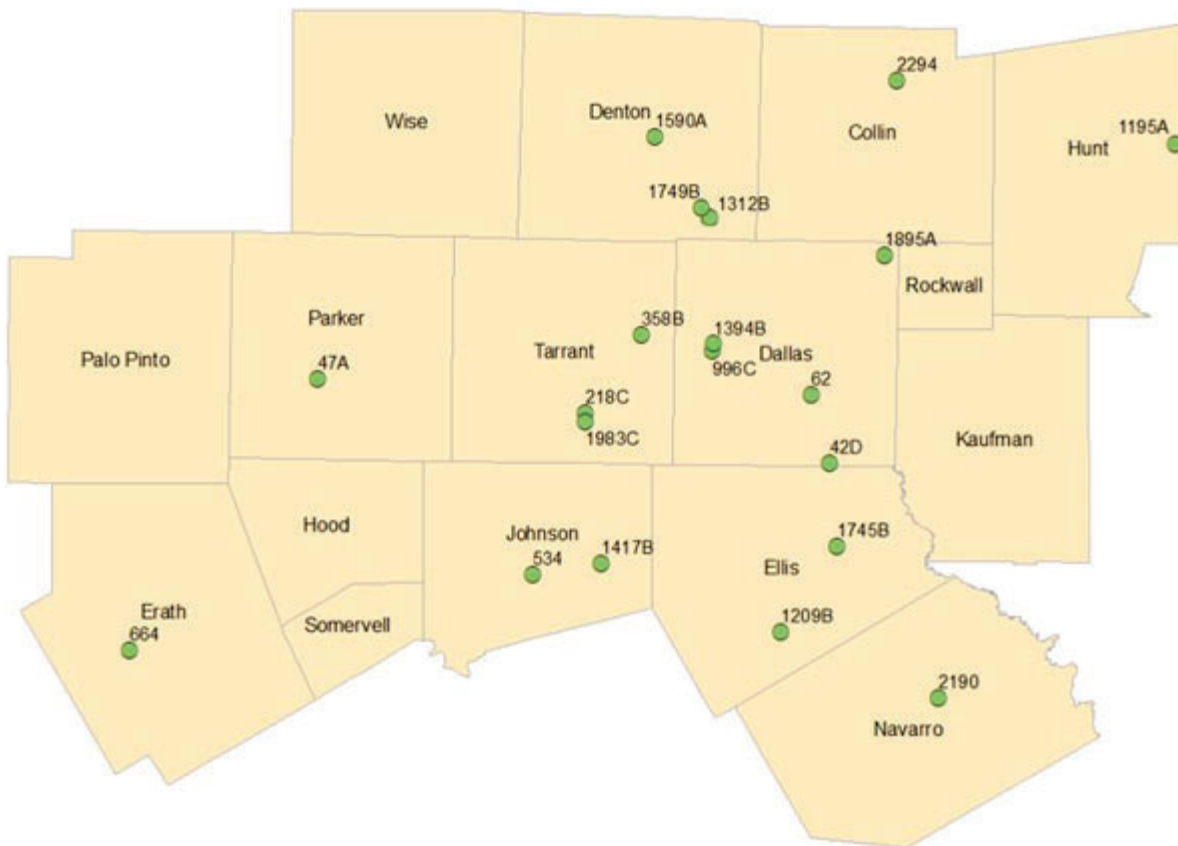 2294
Denton
1590A
Wise
Collin
1195A
Hunt
1749B
1312B
1895A
Rockwall
Parker
358B
1394B
Tarrant
Dallas
Palo Pinto
47A
996C
62
218C
1983C
Kaufman
42D
Hood
Johnson
1745B
534
1417B
Ellis
Erath
Somervell
664
1209B
2190
Navarro